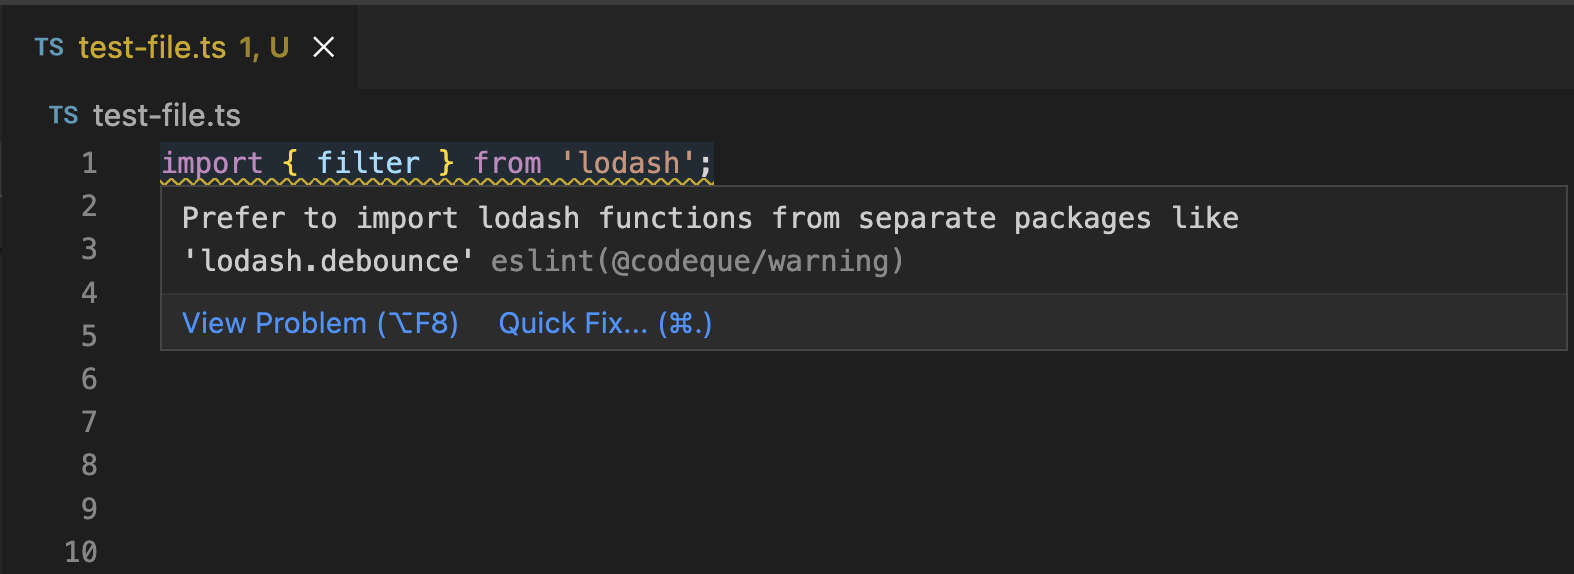 TS test-file.ts 1, U
TS test-file.ts
1 import { filter } from 'lodash';
2 Prefer to import lodash functions from separate packages like
3 'lodash.debounce' eslint(@codeque/warning)
4
5 View Problem (⌥F8) Quick Fix... (⌘.)
6
7
8
9
10